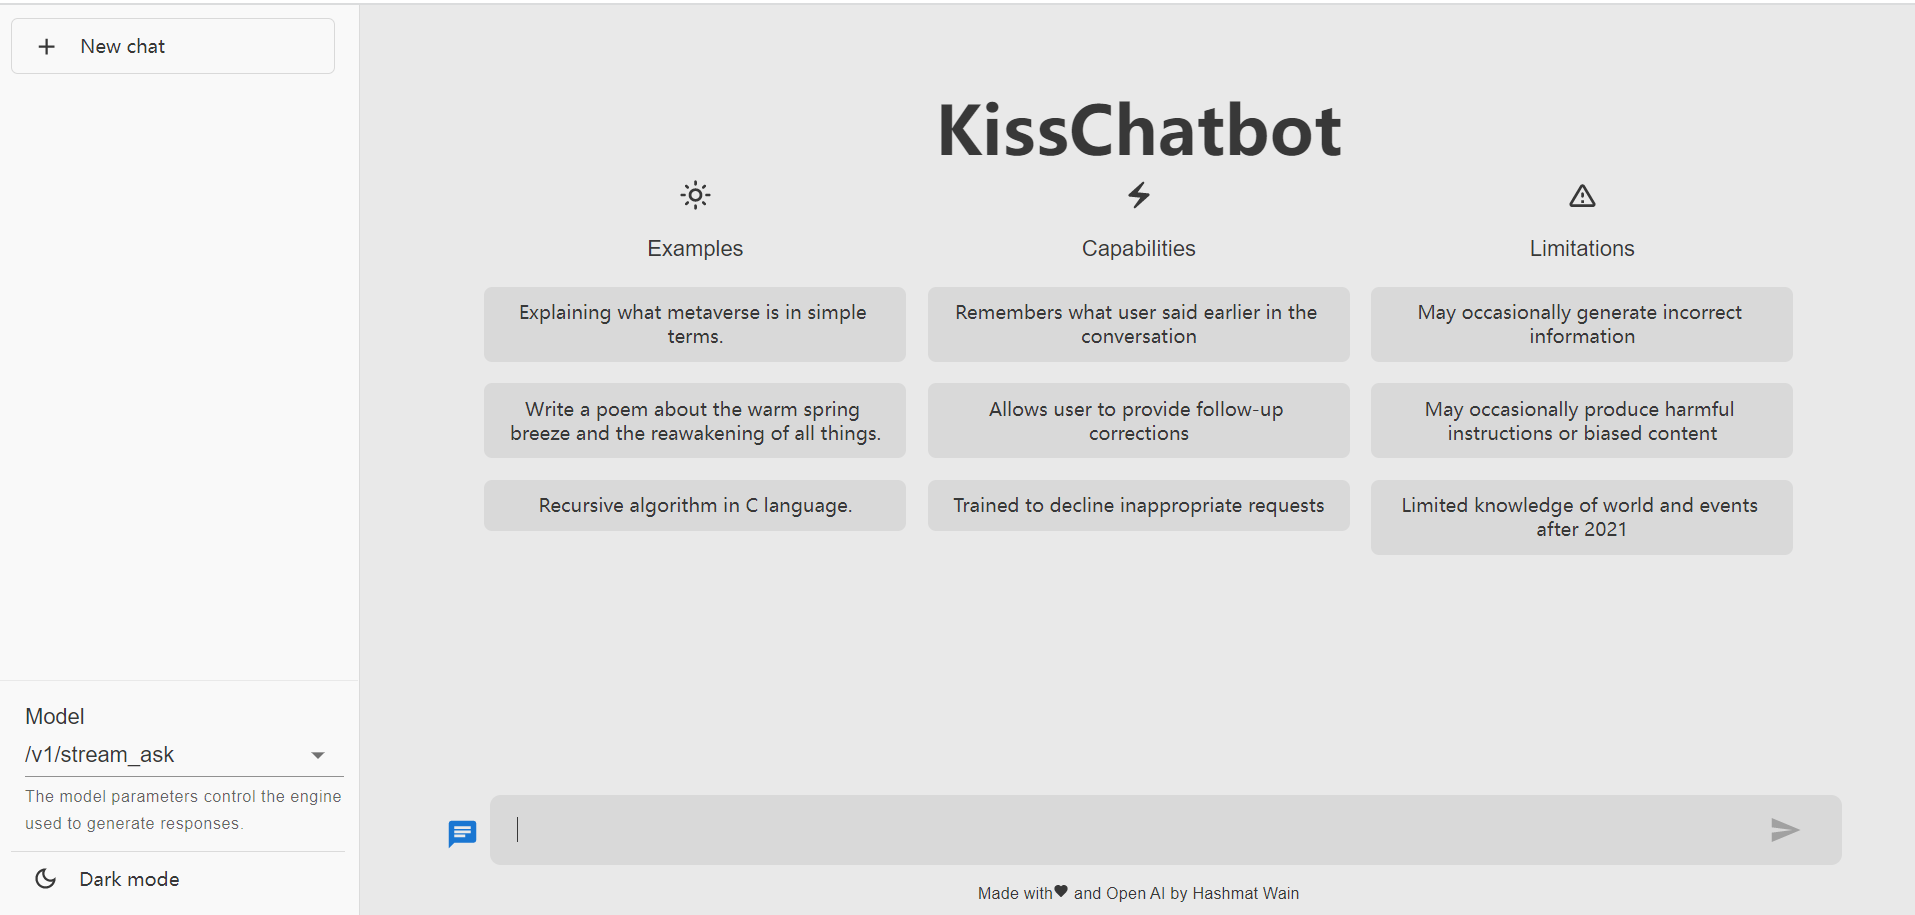 New chat
KissChatbot
Examples
Explaining what metaverse is in simple
terms.
Write a poem about the warm spring
breeze and the reawakening of all things.
Recursive algorithm in C language.
Capabilities
Remembers what user said earlier in the
conversation
Allows user to provide follow-up
corrections
Trained to decline inappropriate requests
Limitations
May occasionally generate incorrect
information
May occasionally produce harmful
instructions or biased content
Limited knowledge of world and events
after 2021
Model
/v1/stream_ask
The model parameters control the engine
used to generate responses.
Dark mode
Made with♥ and Open AI by Hashmat Wain